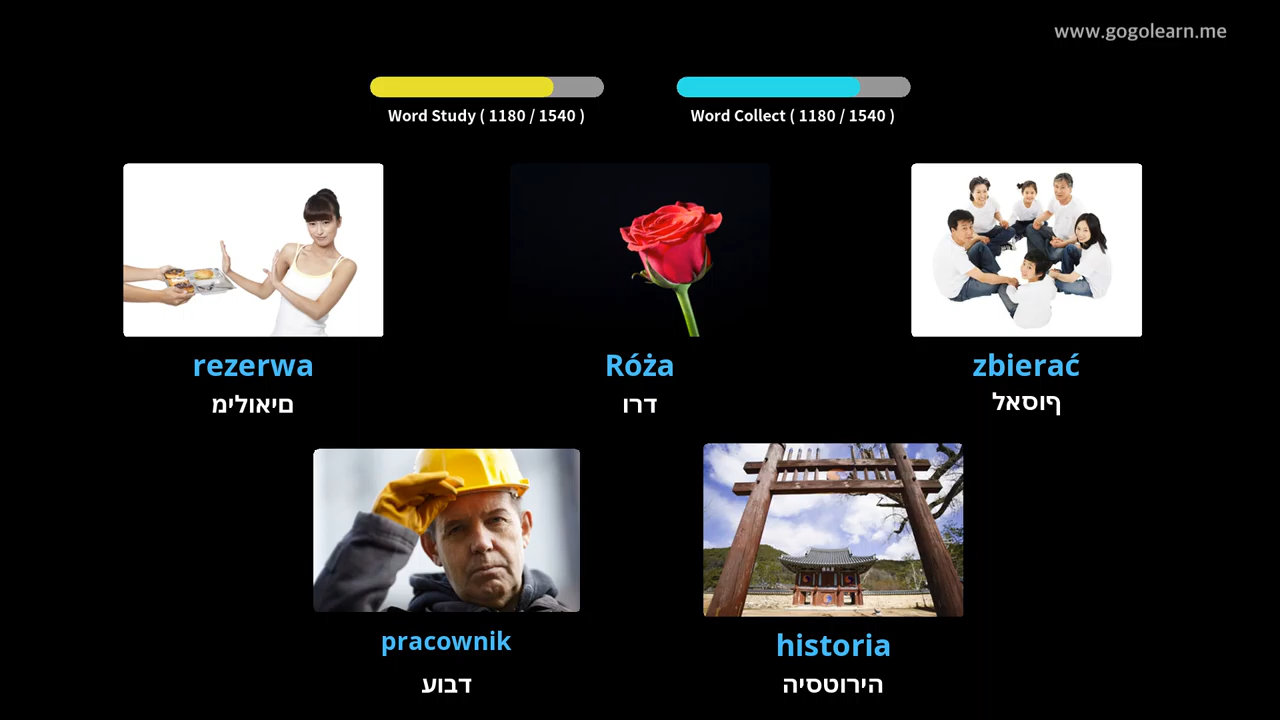 www.gogolearn.me
Word Study ( 1180 / 1540 )
Word Collect ( 1180 / 1540 )
rezerwa
םיאולימ
Róża
דרו
zbierać
ףוסאל
pracownik
דבוע
historia
הירוטסיה